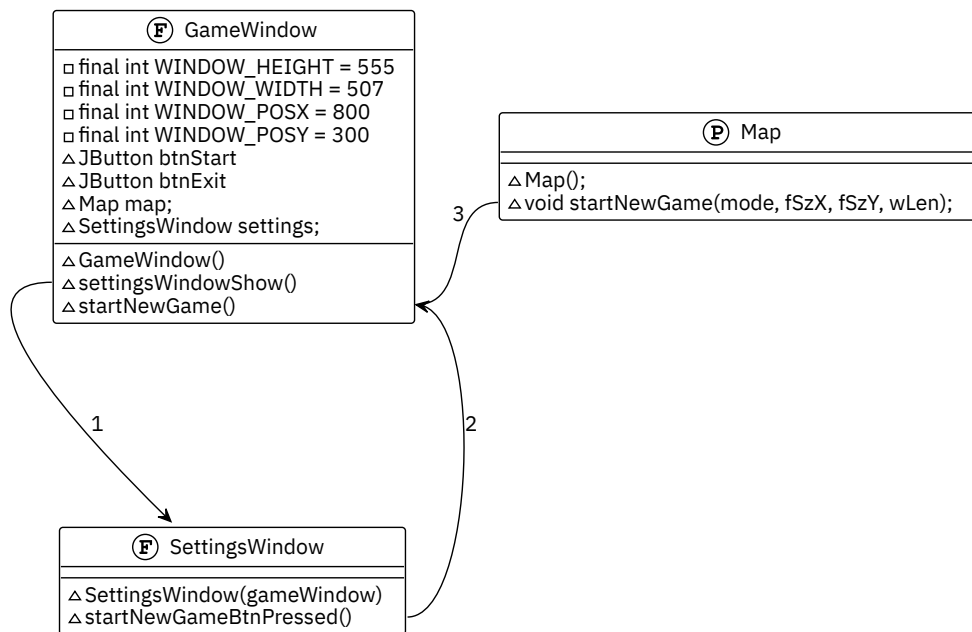 F GameWindow
final int WINDOW_HEIGHT = 555
final int WINDOW_WIDTH = 507
final int WINDOW_POSX = 800
final int WINDOW_POSY = 300
JButton btnStart
JButton btnExit
Map map;
SettingsWindow settings;
GameWindow()
settingsWindowShow()
startNewGame()
P Map
Map();
void startNewGame(mode, fSzX, fSzY, wLen);
3
1
2
F SettingsWindow
SettingsWindow(gameWindow)
startNewGameBtnPressed()